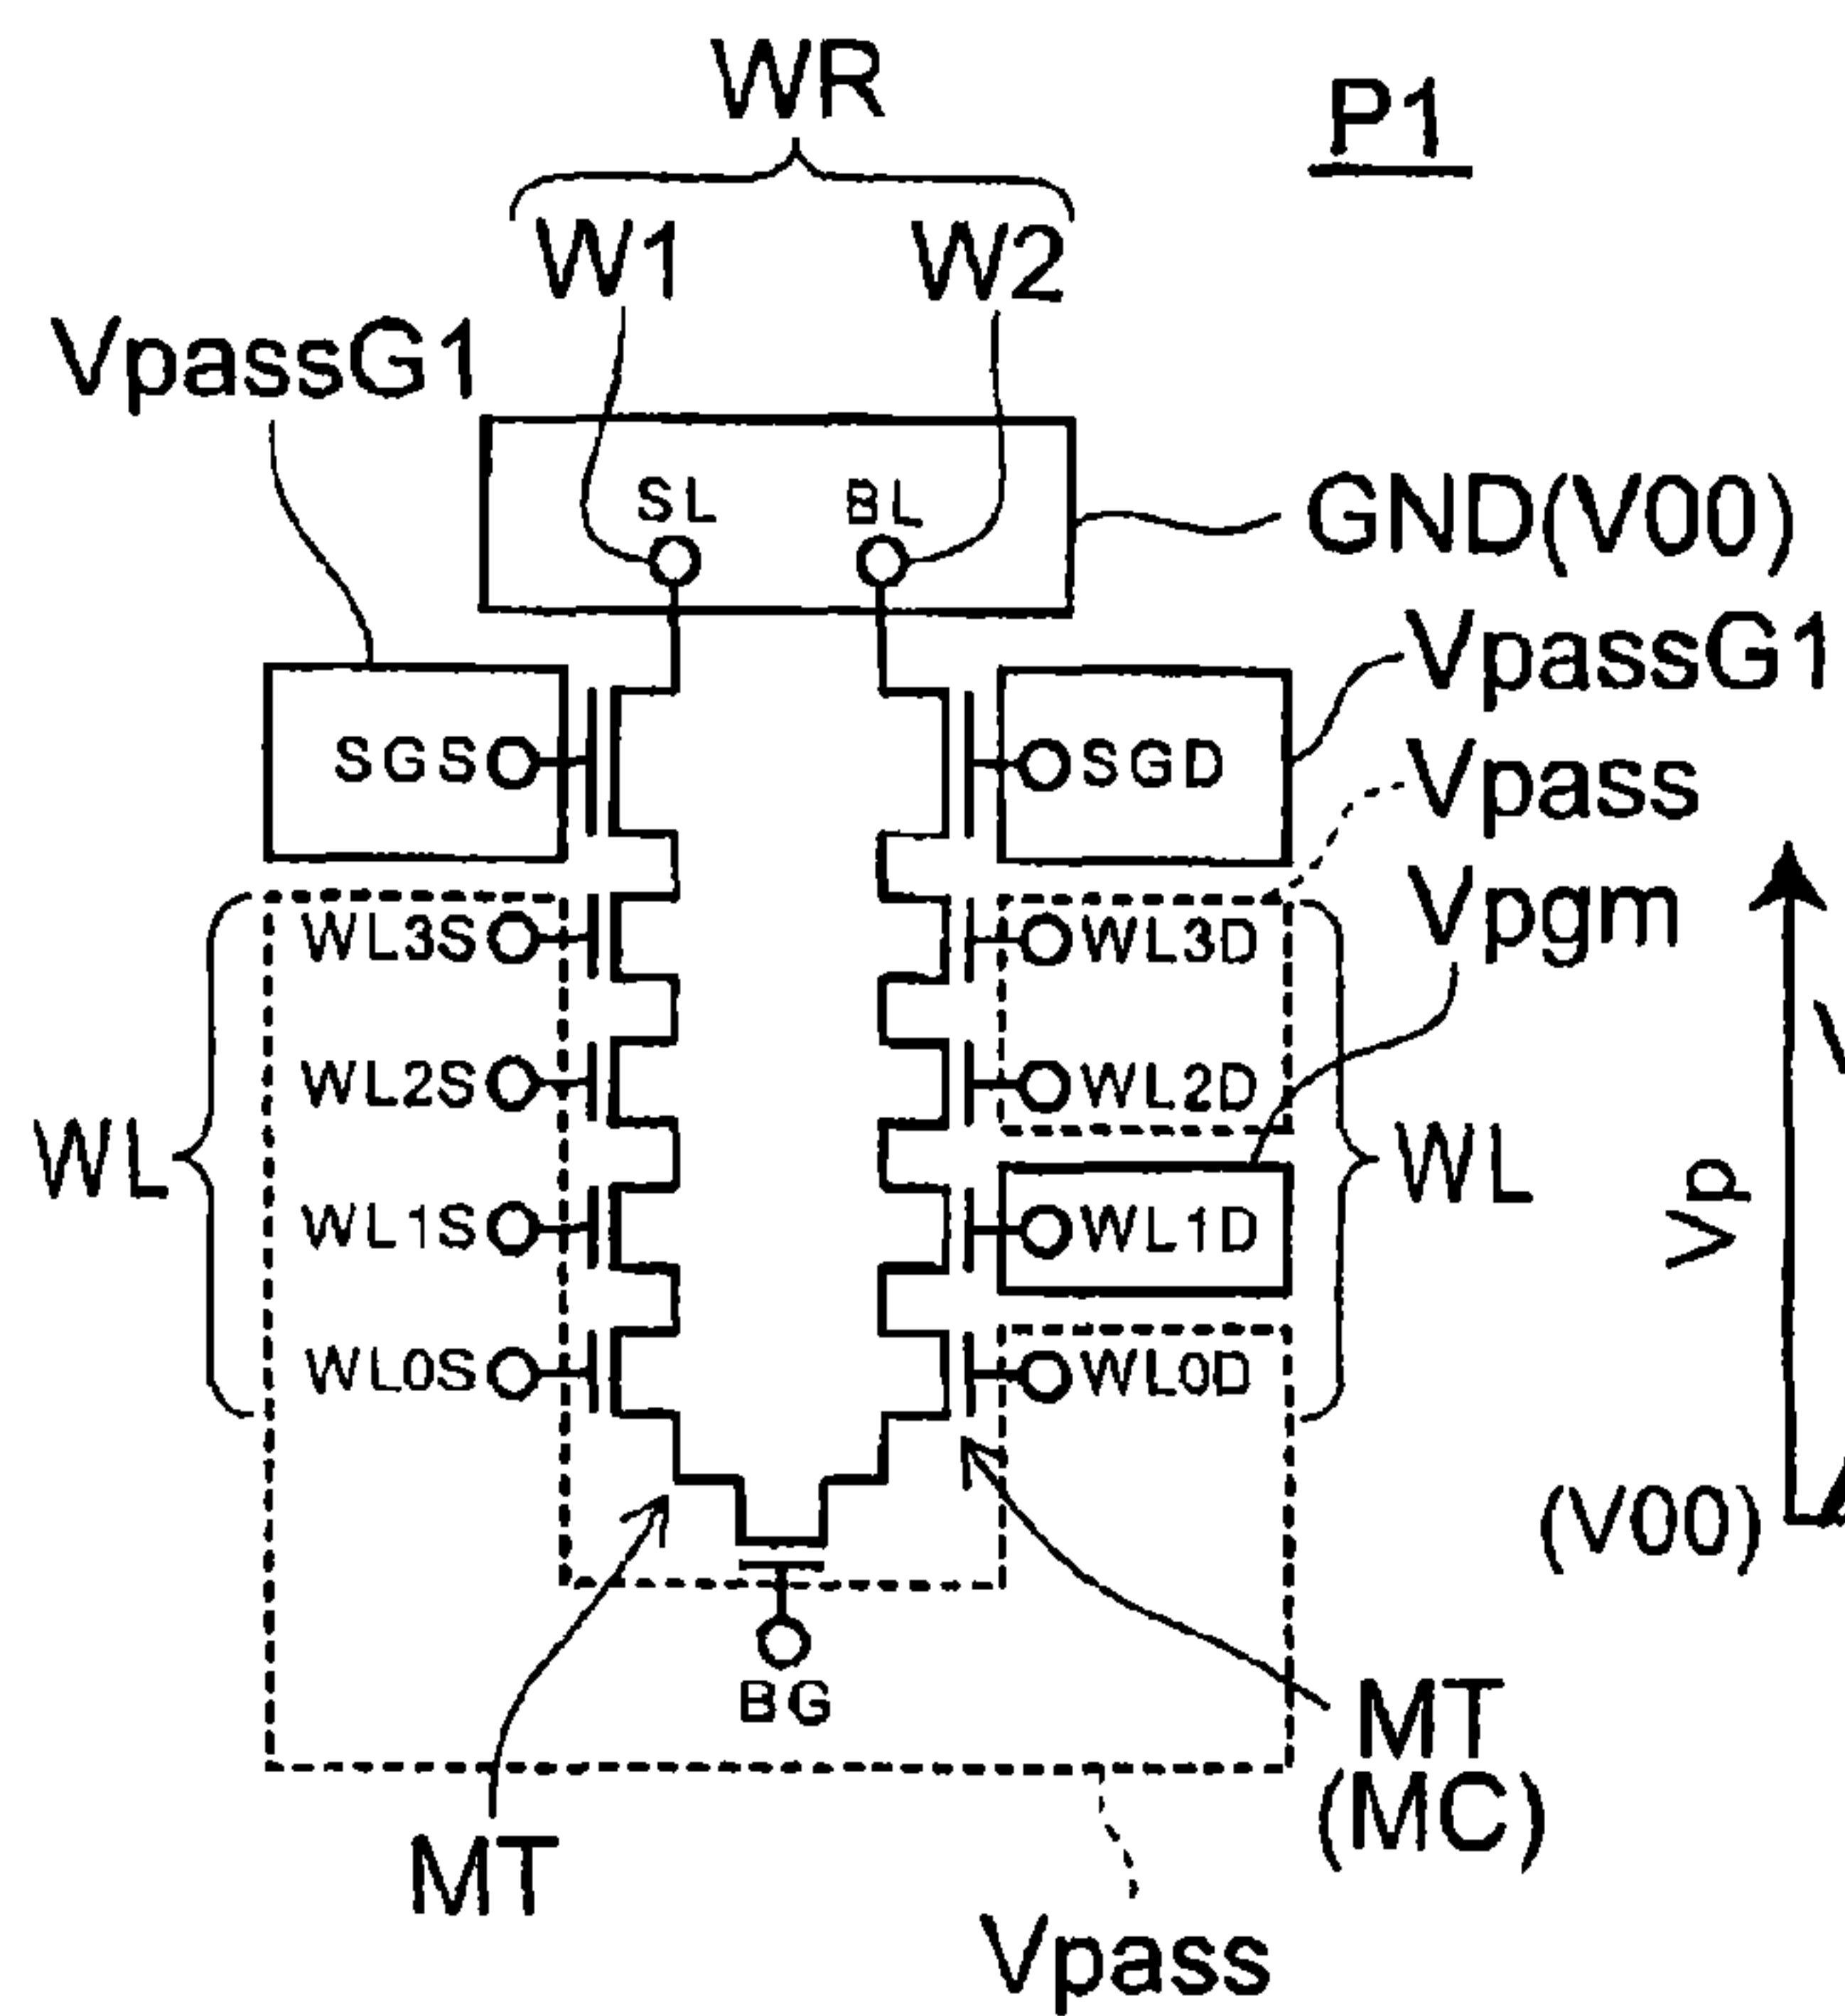 WR
P1
W1 W2
VpassG1
SL BL
GND(V00)
VpassG1
SGS SGD
Vpass
Vpgm
WL3S WL3D
WL2S WL2D
WL WL
Vp
WL1S WL1D
WL0S WL0D
(V00)
BG
MT
(MC)
MT
Vpass